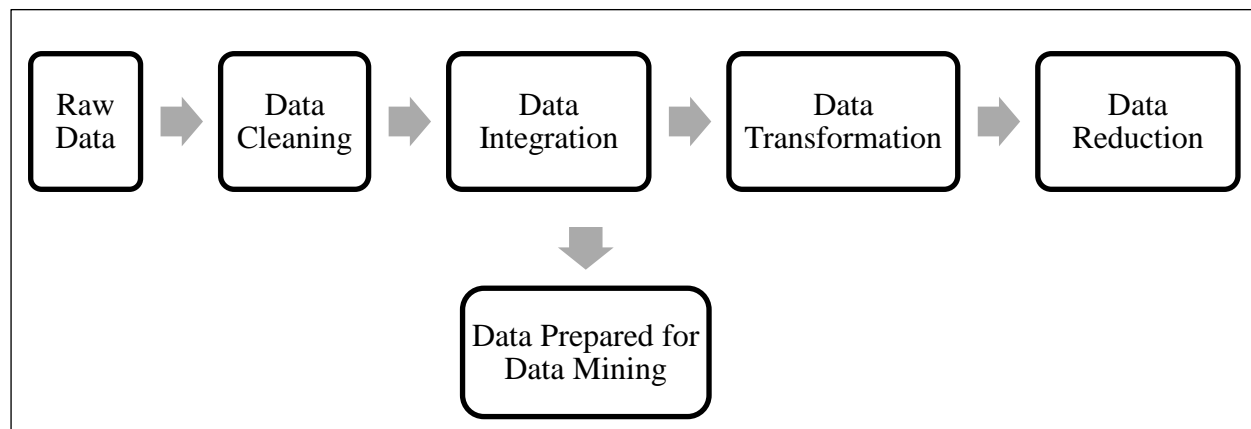 Raw
Data
Data
Cleaning
Data
Integration
Data
Transformation
Data
Reduction
Data Prepared for
Data Mining